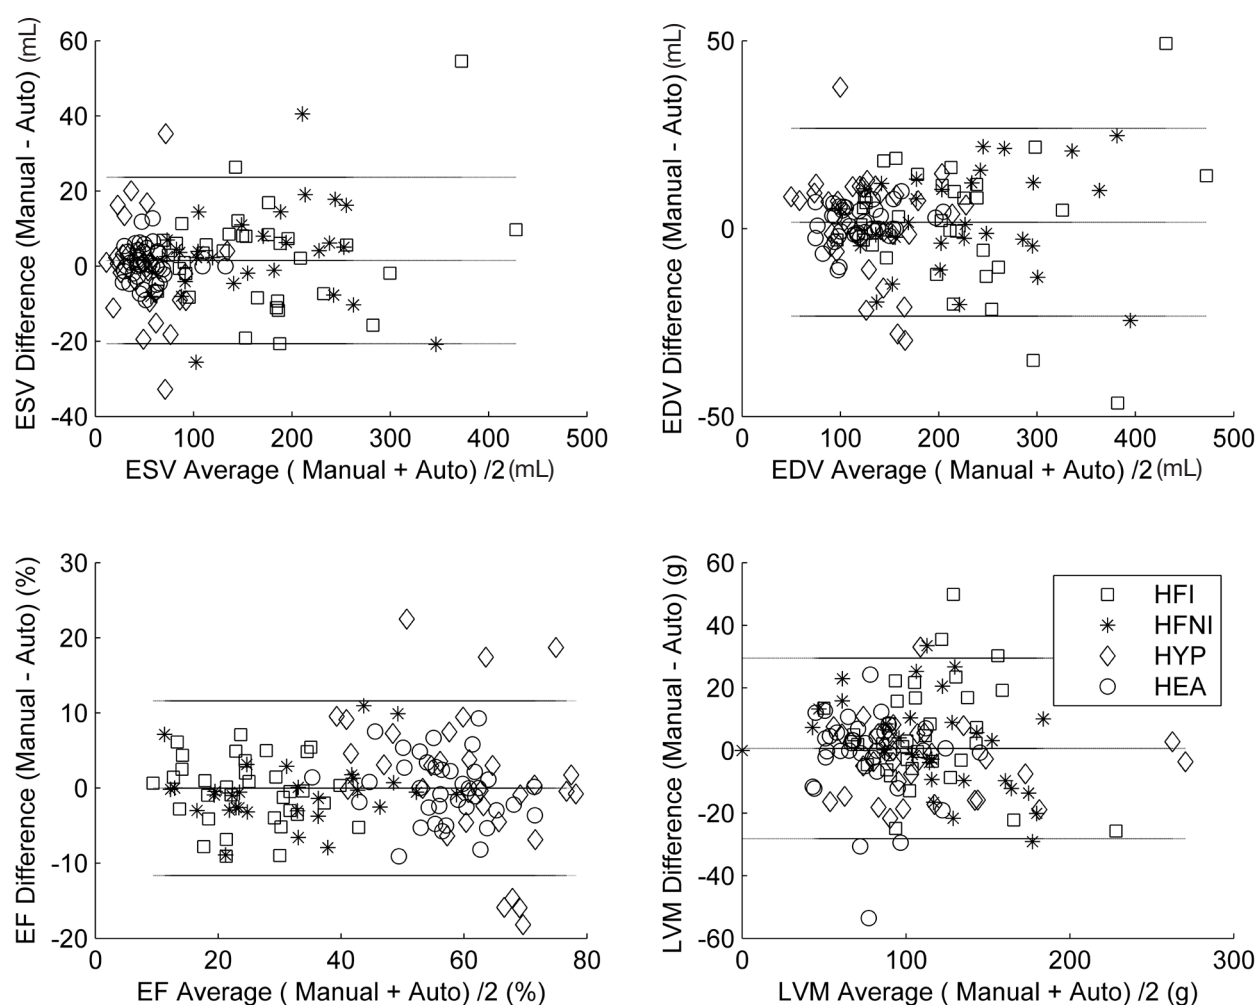 60
40
20
0
-20
-40
0 100 200 300 400 500
ESV Difference (Manual - Auto) (mL)
ESV Average ( Manual + Auto) /2 (mL)
50
0
-50
0 100 200 300 400 500
EDV Difference (Manual - Auto) (mL)
EDV Average ( Manual + Auto) /2 (mL)
30
20
10
0
-10
-20
0 20 40 60 80
EF Difference (Manual - Auto) (%)
EF Average ( Manual + Auto) /2 (%)
60
40
20
0
-20
-40
-60
0 100 200 300
LVM Difference (Manual - Auto) (g)
LVM Average ( Manual + Auto) /2 (g)
HFI
HFNI
HYP
HEA